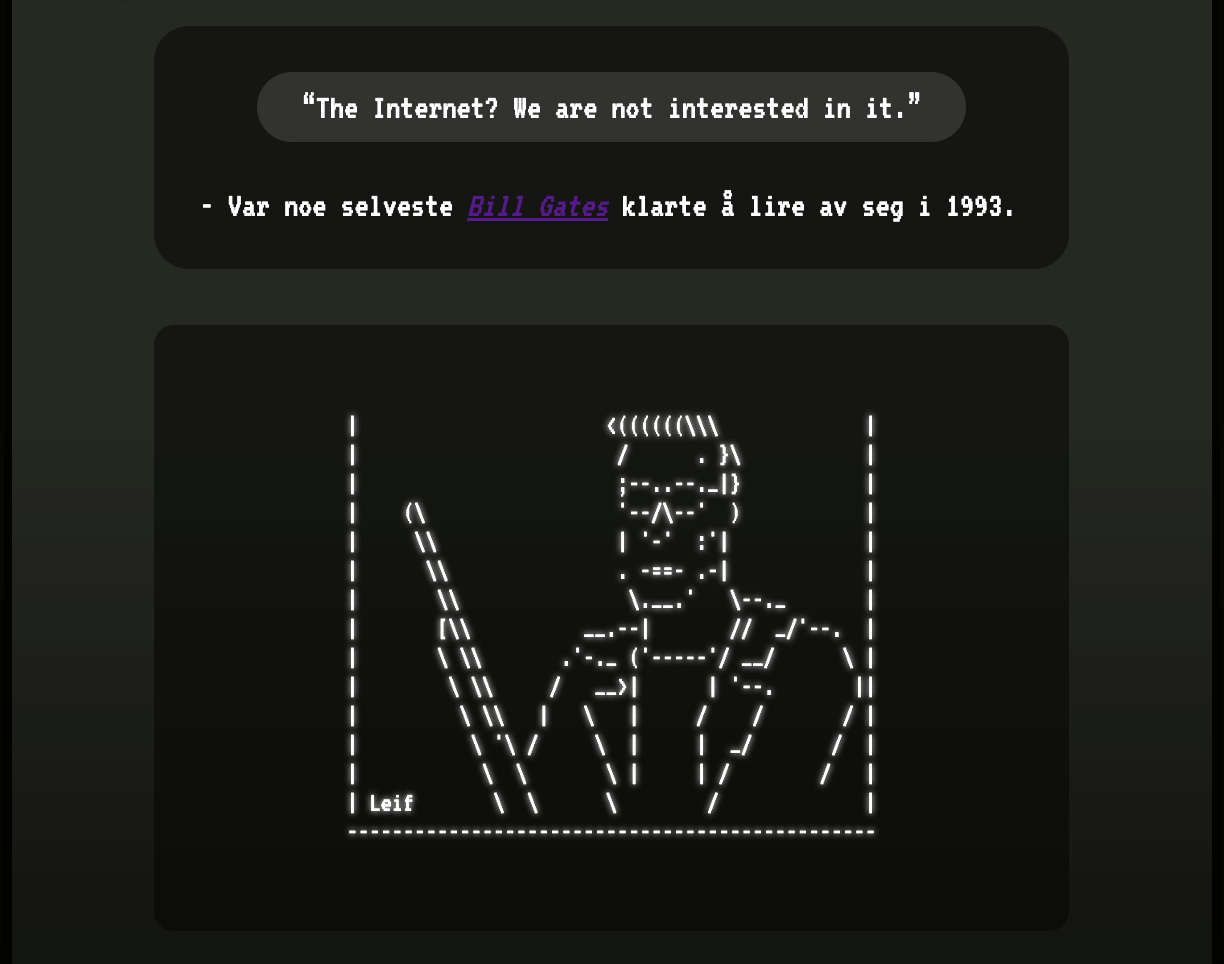 “The Internet? We are not interested in it.”
- Var noe selveste Bill Gates klarte å lire av seg i 1993.
Leif